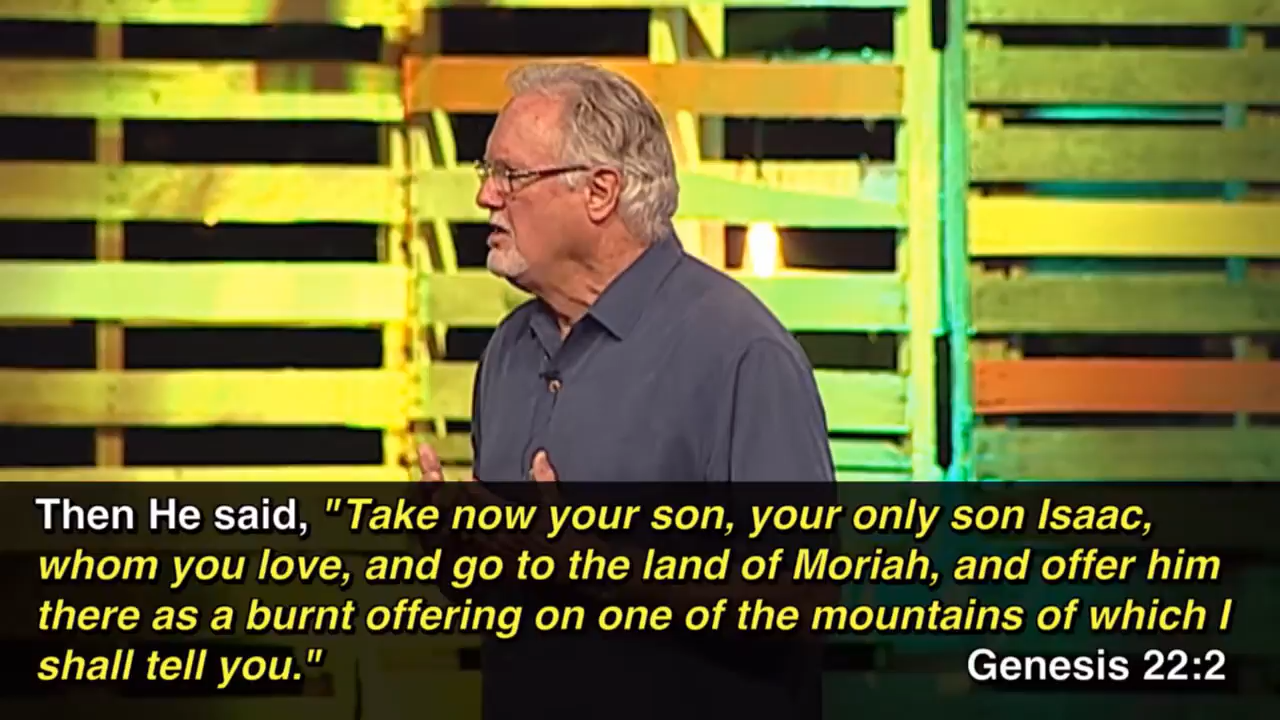 Then He said, "Take now your son, your only son Isaac,
whom you love, and go to the land of Moriah, and offer him
there as a burnt offering on one of the mountains of which I
shall tell you." Genesis 22:2